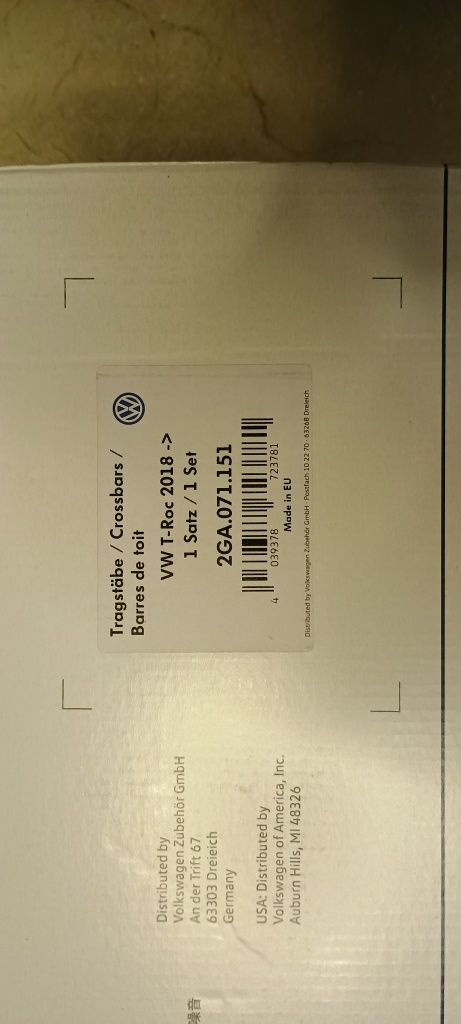 Tragstäbe / Crossbars /
Barres de toit
VW T-Roc 2018 ->
1 Satz / 1 Set
2GA.071.151
4 039378 723781
Made in EU
Distributed by Volkswagen Zubehör GmbH · Postfach 10 22 70 · 63268 Dreieich
Distributed by
Volkswagen Zubehör GmbH
An der Trift 67
63303 Dreieich
Germany
USA: Distributed by
Volkswagen of America, Inc.
Auburn Hills, MI 48326
噪音